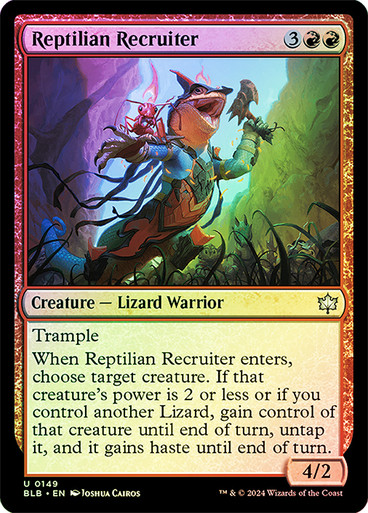 Reptilian Recruiter 3
Creature — Lizard Warrior
Trample
When Reptilian Recruiter enters,
choose target creature. If that
creature's power is 2 or less or if you
control another Lizard, gain control of
that creature until end of turn, untap
it, and it gains haste until end of turn.
4/2
U 0149
BLB • EN Joshua Cairos
™ & © 2024 Wizards of the Coast